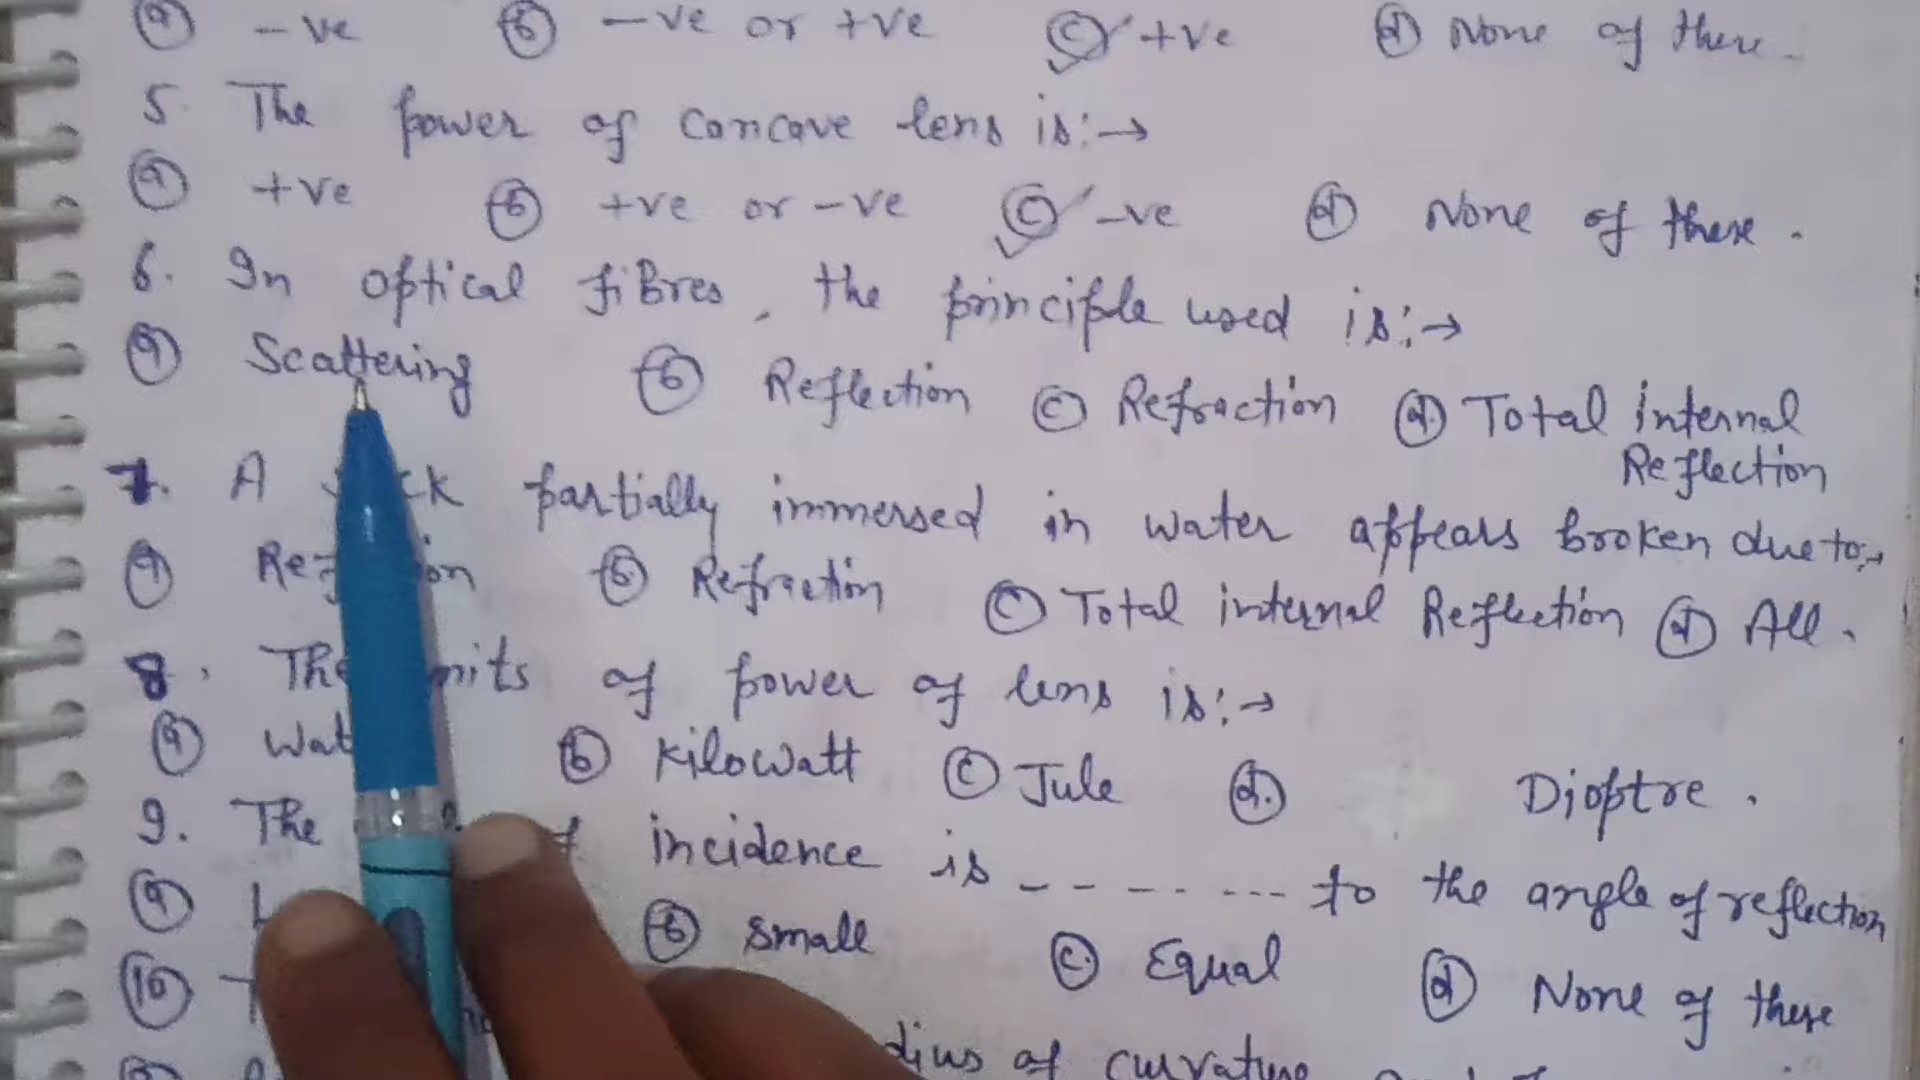 (a) -ve (b) -ve or +ve (c) +ve (d) None of there.
5. The power of concave lens is:→
(a) +ve (b) +ve or -ve (c) -ve (d) None of there.
6. In optical fibres, the principle used is:→
(a) Scattering (b) Reflection (c) Refraction (d) Total internal
Reflection
7. A partially immersed in water appears broken due to,→
(a) (b) Refraction (c) Total internal Reflection (d) All.
8. The of power of lens is:→
(a) (b) Kilowatt (c) Jule (d) Dioptre.
9. The incidence is ------- to the angle of reflection
(a) (b) small (c) Equal (d) None of there
(10) of curvature